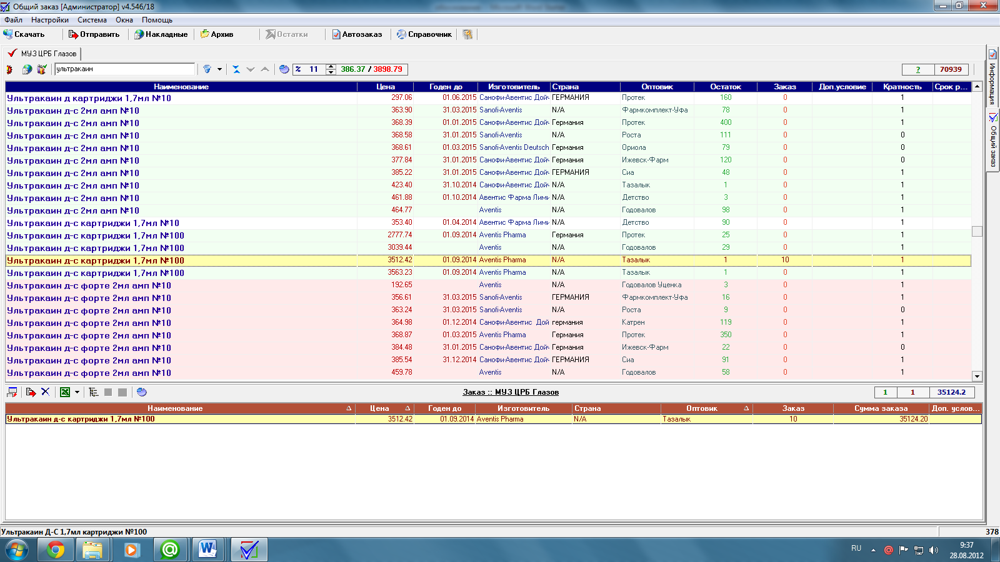 Общий заказ [Администратор] v4.546/18
Файл Настройки Система Окна Помощь
Скачать Отправить Накладные Архив Остатки Автозаказ Справочник
МУЗ ЦРБ Глазов
ультракаин % 11 386.37 / 3898.79 ? 70939
Наименование Цена Годен до Изготовитель Страна Оптовик Остаток Заказ Доп.условие Кратность Срок р...
Ультракаин д картриджи 1,7мл №10 297.06 01.06.2015 Санофи-Авентис Дойч ГЕРМАНИЯ Протек 160 0 1
Ультракаин д-с 2мл амп №10 363.90 31.03.2015 Sanofi-Aventis N/A Фармкомплект-Уфа 78 0 1
Ультракаин д-с 2мл амп №10 368.39 01.01.2015 Санофи-Авентис Дойч Германия Протек 400 0 1
Ультракаин д-с 2мл амп №10 368.58 31.01.2015 Sanofi-Aventis N/A Роста 111 0 0
Ультракаин д-с 2мл амп №10 368.61 01.03.2015 Sanofi-Aventis Deutsch Германия Ориола 79 0 0
Ультракаин д-с 2мл амп №10 377.84 31.01.2015 Санофи-Авентис Дойч Германия Ижевск-Фарм 120 0 0
Ультракаин д-с 2мл амп №10 385.22 31.01.2015 Санофи-Авентис Дойч ГЕРМАНИЯ Сиа 48 0 1
Ультракаин д-с 2мл амп №10 423.40 31.10.2014 Санофи-Авентис Дойч N/A Тазалык 1 0 1
Ультракаин д-с 2мл амп №10 461.88 01.10.2014 Авентис Фарма Лими N/A Детство 3 0 1
Ультракаин д-с 2мл амп №10 464.77 Aventis N/A Годовалов 98 0 1
Ультракаин д-с картриджи 1,7мл №10 353.40 01.04.2014 Авентис Фарма Лими N/A Детство 90 0 1
Ультракаин д-с картриджи 1,7мл №100 2777.74 01.09.2014 Aventis Pharma Германия Протек 25 0 1
Ультракаин д-с картриджи 1,7мл №100 3039.44 Aventis N/A Годовалов 29 0 1
Ультракаин д-с картриджи 1,7мл №100 3512.42 01.09.2014 Aventis Pharma N/A Тазалык 1 10 1
Ультракаин д-с картриджи 1,7мл №100 3563.23 01.09.2014 Aventis Pharma N/A Тазалык 1 0 1
Ультракаин д-с форте 2мл амп №10 192.65 Aventis N/A Годовалов Уценка 3 0 1
Ультракаин д-с форте 2мл амп №10 356.61 31.03.2015 Sanofi-Aventis ГЕРМАНИЯ Фармкомплект-Уфа 16 0 1
Ультракаин д-с форте 2мл амп №10 363.24 31.03.2015 Sanofi-Aventis N/A Роста 9 0 0
Ультракаин д-с форте 2мл амп №10 364.98 01.12.2014 Санофи-Авентис Дой германия Катрен 119 0 1
Ультракаин д-с форте 2мл амп №10 368.87 01.03.2015 Aventis Pharma Германия Протек 350 0 1
Ультракаин д-с форте 2мл амп №10 384.48 31.01.2015 Санофи-Авентис Дойч Германия Ижевск-Фарм 22 0 0
Ультракаин д-с форте 2мл амп №10 385.54 31.12.2014 Санофи-Авентис Дойч ГЕРМАНИЯ Сиа 91 0 1
Ультракаин д-с форте 2мл амп №10 459.78 Aventis N/A Годовалов 58 0 1
Информация
Общий заказ
Заказ :: МУЗ ЦРБ Глазов 1 1 35124.2
Наименование Цена Годен до Изготовитель Страна Оптовик Заказ Сумма заказа Доп. услов...
Ультракаин д-с картриджи 1,7мл №100 3512.42 01.09.2014 Aventis Pharma N/A Тазалык 10 35124.20
Ультракаин Д-С 1,7мл картриджи №100 378
RU 9:37
28.08.2012